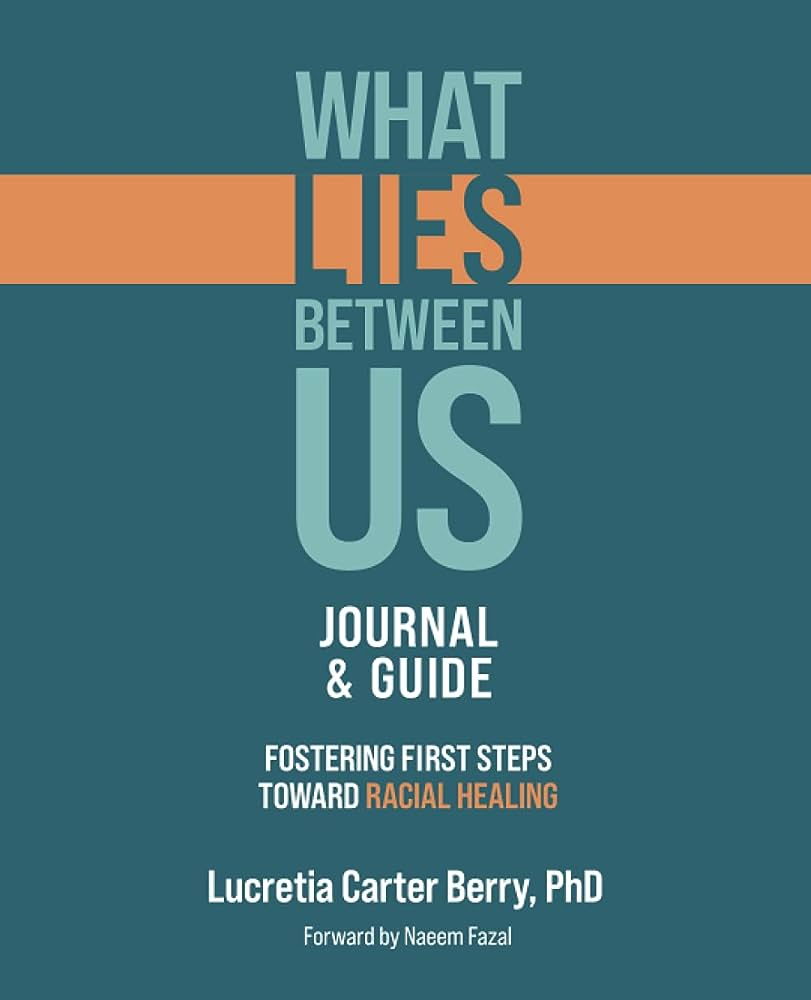 WHAT
LIES
BETWEEN
US
JOURNAL
& GUIDE
FOSTERING FIRST STEPS
TOWARD RACIAL HEALING
Lucretia Carter Berry, PhD
Forward by Naeem Fazal